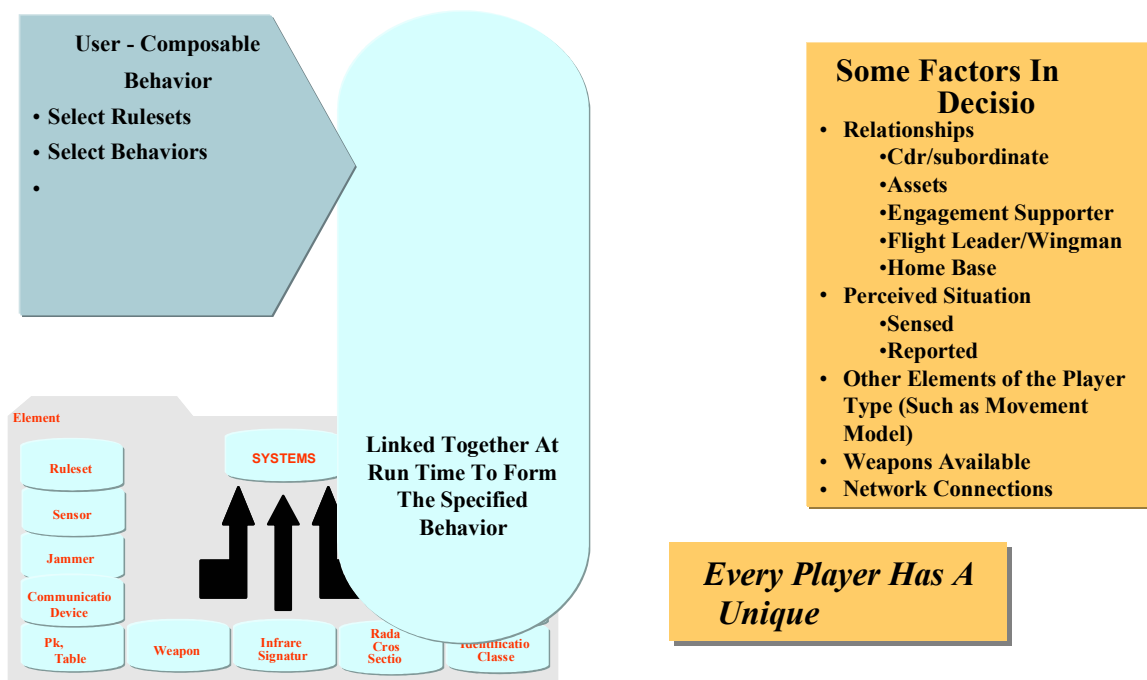 User - Composable
Behavior
• Select Rulesets
• Select Behaviors
•
Linked Together At
Run Time To Form
The Specified
Behavior
Some Factors In
Decisio
• Relationships
•Cdr/subordinate
•Assets
•Engagement Supporter
•Flight Leader/Wingman
•Home Base
• Perceived Situation
•Sensed
•Reported
• Other Elements of the Player
Type (Such as Movement
Model)
• Weapons Available
• Network Connections
Every Player Has A
Unique
Element
Ruleset
Sensor
Jammer
Communicatio
Device
Pk,
Table
SYSTEMS
Weapon
Infrare
Signatur
Rada
Cros
Sectio
Identificatio
Classe